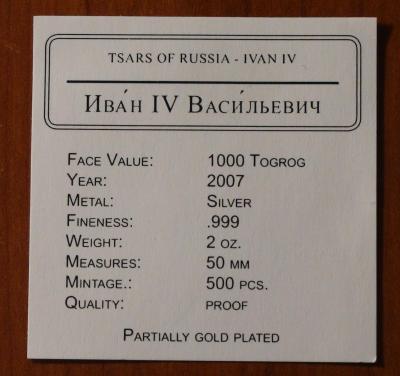 TSARS OF RUSSIA - IVAN IV
Ива́н IV Васи́льевич
Face Value: 1000 Togrog
Year: 2007
Metal: Silver
Fineness: .999
Weight: 2 oz.
Measures: 50 mm
Mintage.: 500 pcs.
Quality: proof
Partially gold plated